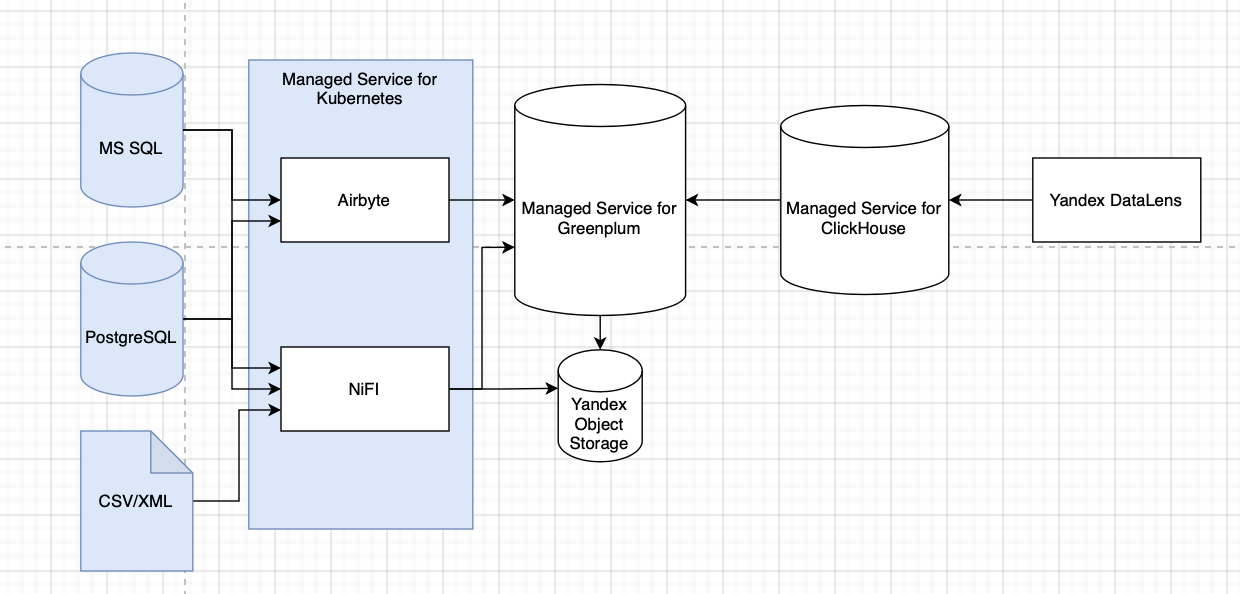 MS SQL
PostgreSQL
CSV/XML
Managed Service for
Kubernetes
Airbyte
NiFI
Managed Service for
Greenplum
Yandex
Object
Storage
Managed Service for
ClickHouse
Yandex DataLens